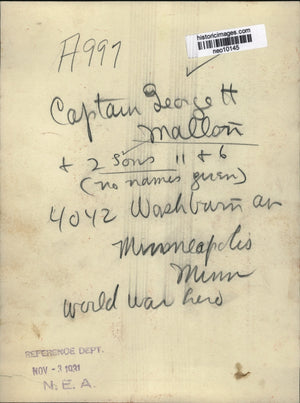 historicimages.com
neo10145
A997
Captain George H
Mallon
+ 2 sons 11 + 6
(no names given)
4042 Washburn av
Minneapolis
Minn
world war hero
REFERENCE DEPT.
NOV - 3 1931
N. E. A.